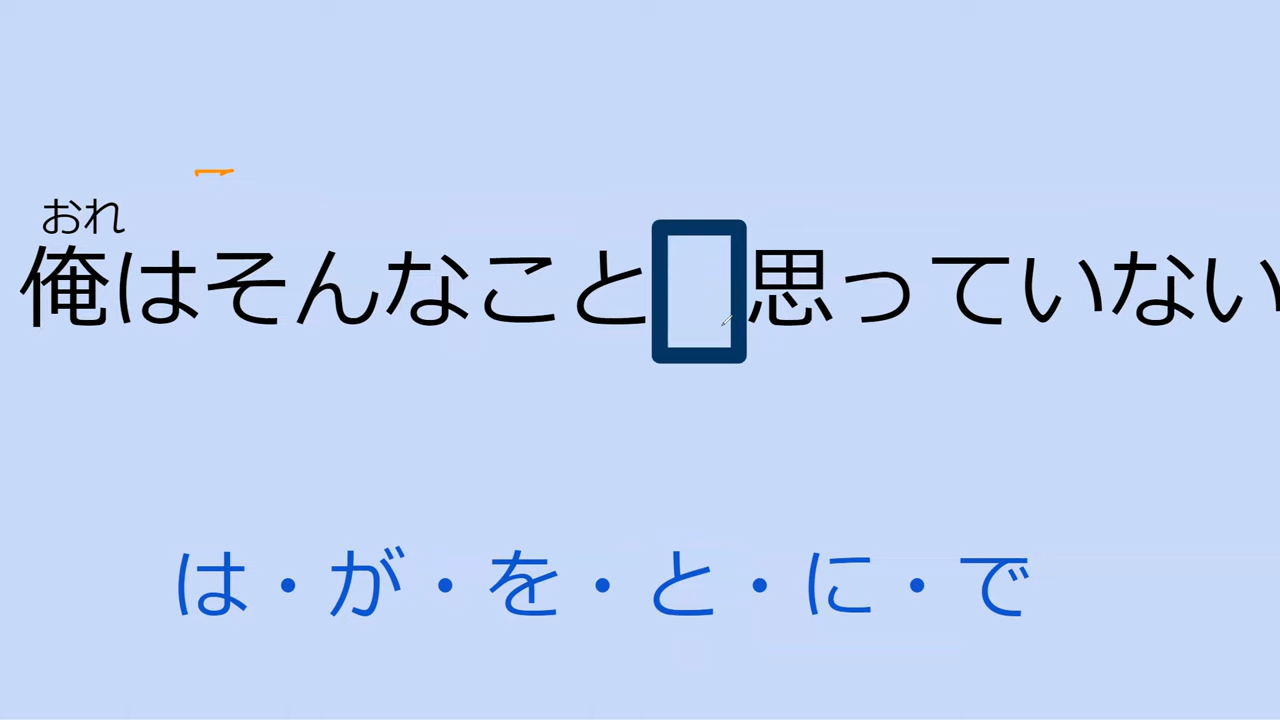 おれ
俺はそんなこと 思っていない
は・が・を・と・に・で